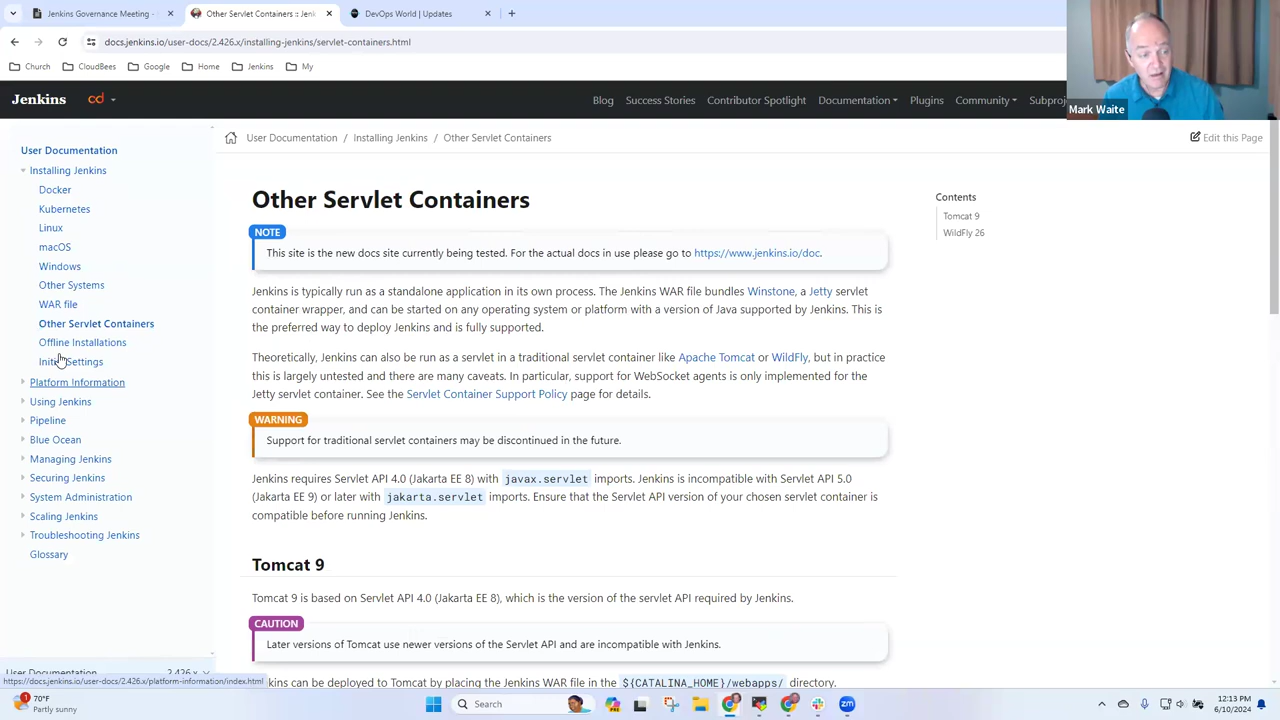 Jenkins Governance Meeting -
Other Servlet Containers :: Jenk
DevOps World | Updates
docs.jenkins.io/user-docs/2.426.x/installing-jenkins/servlet-containers.html
Church
CloudBees
Google
Home
Jenkins
My
Mark Waite
Jenkins
cd
Blog
Success Stories
Contributor Spotlight
Documentation
Plugins
Community
Subproj
User Documentation
Installing Jenkins
Docker
Kubernetes
Linux
macOS
Windows
Other Systems
WAR file
Other Servlet Containers
Offline Installations
Initial Settings
Platform Information
Using Jenkins
Pipeline
Blue Ocean
Managing Jenkins
Securing Jenkins
System Administration
Scaling Jenkins
Troubleshooting Jenkins
Glossary
User Documentation 2.426.x
https://docs.jenkins.io/user-docs/2.426.x/platform-information/index.html
User Documentation / Installing Jenkins / Other Servlet Containers
Edit this Page
Other Servlet Containers
NOTE
This site is the new docs site currently being tested. For the actual docs in use please go to https://www.jenkins.io/doc.
Jenkins is typically run as a standalone application in its own process. The Jenkins WAR file bundles Winstone, a Jetty servlet
container wrapper, and can be started on any operating system or platform with a version of Java supported by Jenkins. This is
the preferred way to deploy Jenkins and is fully supported.
Theoretically, Jenkins can also be run as a servlet in a traditional servlet container like Apache Tomcat or WildFly, but in practice
this is largely untested and there are many caveats. In particular, support for WebSocket agents is only implemented for the
Jetty servlet container. See the Servlet Container Support Policy page for details.
WARNING
Support for traditional servlet containers may be discontinued in the future.
Jenkins requires Servlet API 4.0 (Jakarta EE 8) with javax.servlet imports. Jenkins is incompatible with Servlet API 5.0
(Jakarta EE 9) or later with jakarta.servlet imports. Ensure that the Servlet API version of your chosen servlet container is
compatible before running Jenkins.
Tomcat 9
Tomcat 9 is based on Servlet API 4.0 (Jakarta EE 8), which is the version of the servlet API required by Jenkins.
CAUTION
Later versions of Tomcat use newer versions of the Servlet API and are incompatible with Jenkins.
kins can be deployed to Tomcat by placing the Jenkins WAR file in the ${CATALINA_HOME}/webapps/ directory.
Contents
Tomcat 9
WildFly 26
70°F
Partly sunny
Search
12:13 PM
6/10/2024